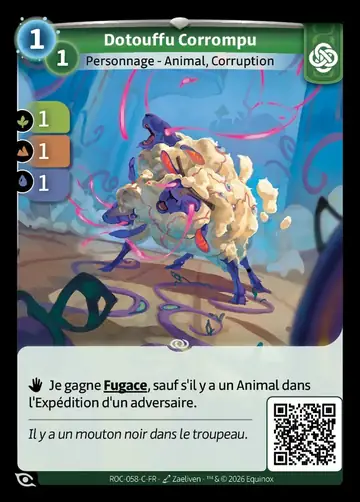 1
Dotouffu Corrompu
1
Personnage - Animal, Corruption
1
1
1
Je gagne Fugace, sauf s'il y a un Animal dans
l'Expédition d'un adversaire.
Il y a un mouton noir dans le troupeau.
ROC-058-C-FR - Zaeliven - ™ & © 2026 Equinox